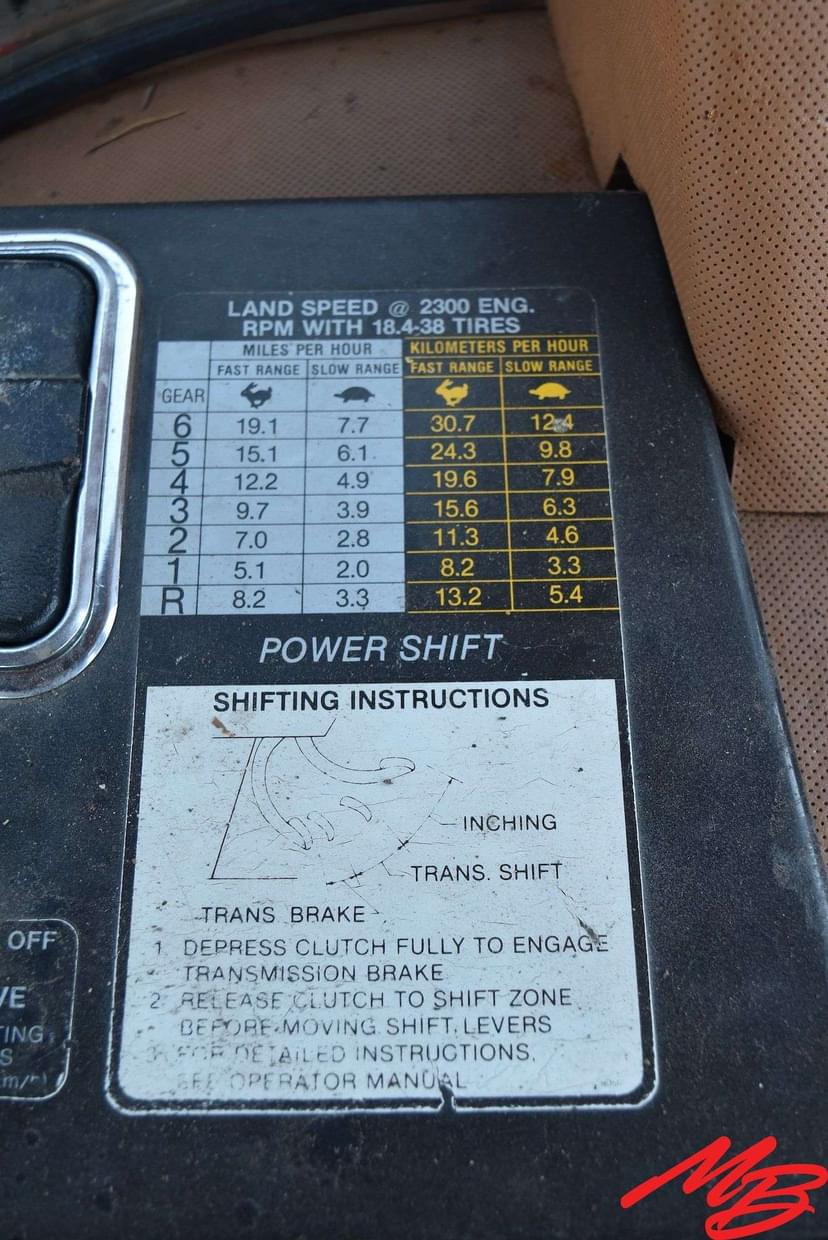 LAND SPEED @ 2300 ENG.
RPM WITH 18.4-38 TIRES
MILES PER HOUR KILOMETERS PER HOUR
FAST RANGE SLOW RANGE FAST RANGE SLOW RANGE
GEAR
6 19.1 7.7 30.7 12.4
5 15.1 6.1 24.3 9.8
4 12.2 4.9 19.6 7.9
3 9.7 3.9 15.6 6.3
2 7.0 2.8 11.3 4.6
1 5.1 2.0 8.2 3.3
R 8.2 3.3 13.2 5.4
POWER SHIFT
SHIFTING INSTRUCTIONS
INCHING
TRANS. SHIFT
TRANS BRAKE
1. DEPRESS CLUTCH FULLY TO ENGAGE
TRANSMISSION BRAKE
2. RELEASE CLUTCH TO SHIFT ZONE
BEFORE MOVING SHIFT LEVERS
3. FOR DETAILED INSTRUCTIONS,
SEE OPERATOR MANUAL
OFF
MB